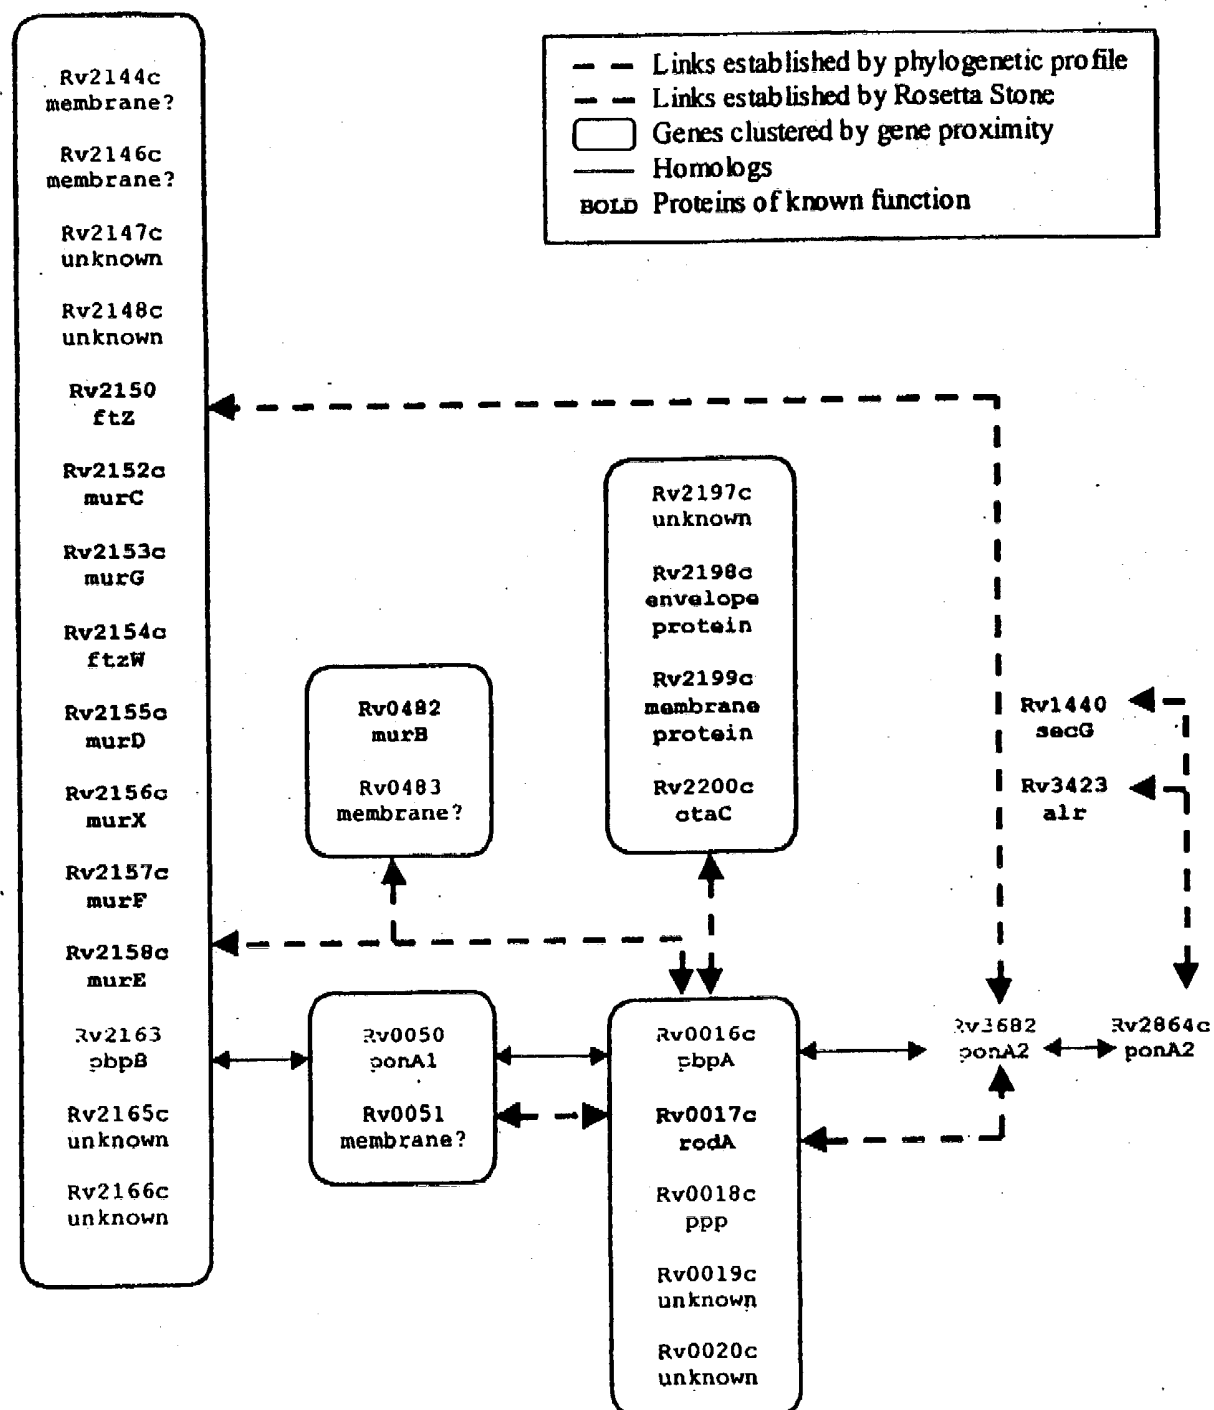 Links established by phylogenetic profile
Links established by Rosetta Stone
Genes clustered by gene proximity
Homologs
BOLD Proteins of known function
Rv2144c
membrane?
Rv2146c
membrane?
Rv2147c
unknown
Rv2148c
unknown
Rv2150
ftZ
Rv2152c
murC
Rv2153c
murG
Rv2154c
ftzW
Rv2155c
murD
Rv2156c
murX
Rv2157c
murF
Rv2158c
murE
Rv2163
pbpB
Rv2165c
unknown
Rv2166c
unknown
Rv0482
murB
Rv0483
membrane?
Rv0050
ponA1
Rv0051
membrane?
Rv2197c
unknown
Rv2198c
envelope
protein
Rv2199c
membrane
protein
Rv2200c
ctaC
Rv0016c
pbpA
Rv0017c
rodA
Rv0018c
ppp
Rv0019c
unknown
Rv0020c
unknown
Rv1440
secG
Rv3423
alr
Rv3682
ponA2
Rv2864c
ponA2